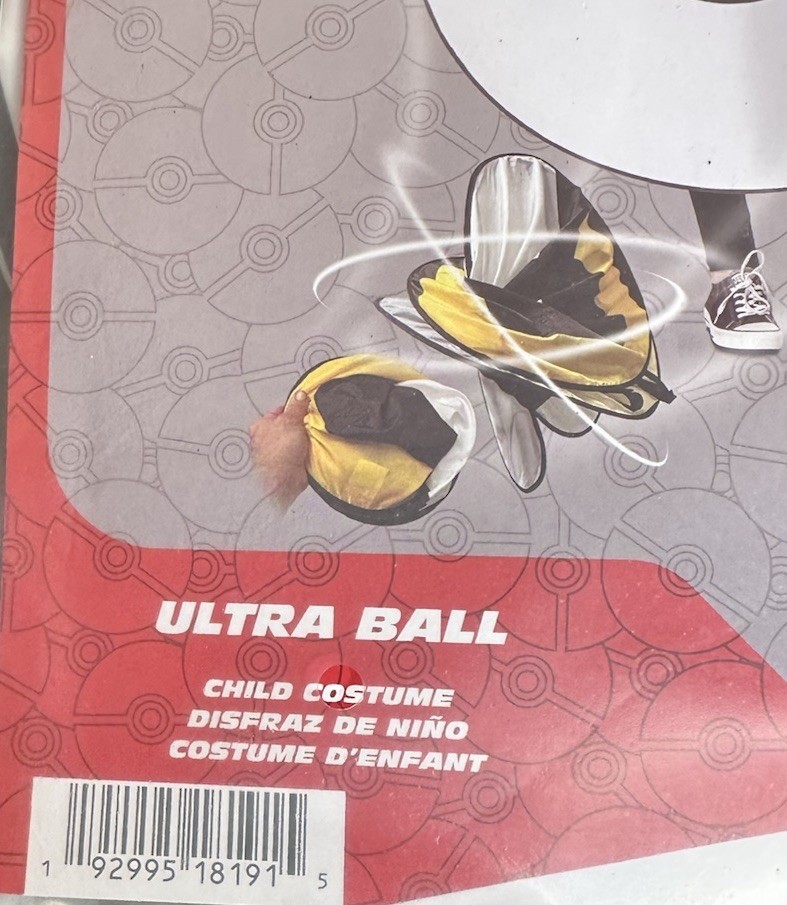 ULTRA BALL
CHILD COSTUME
DISFRAZ DE NIÑO
COSTUME D'ENFANT
1 92995 18191 5